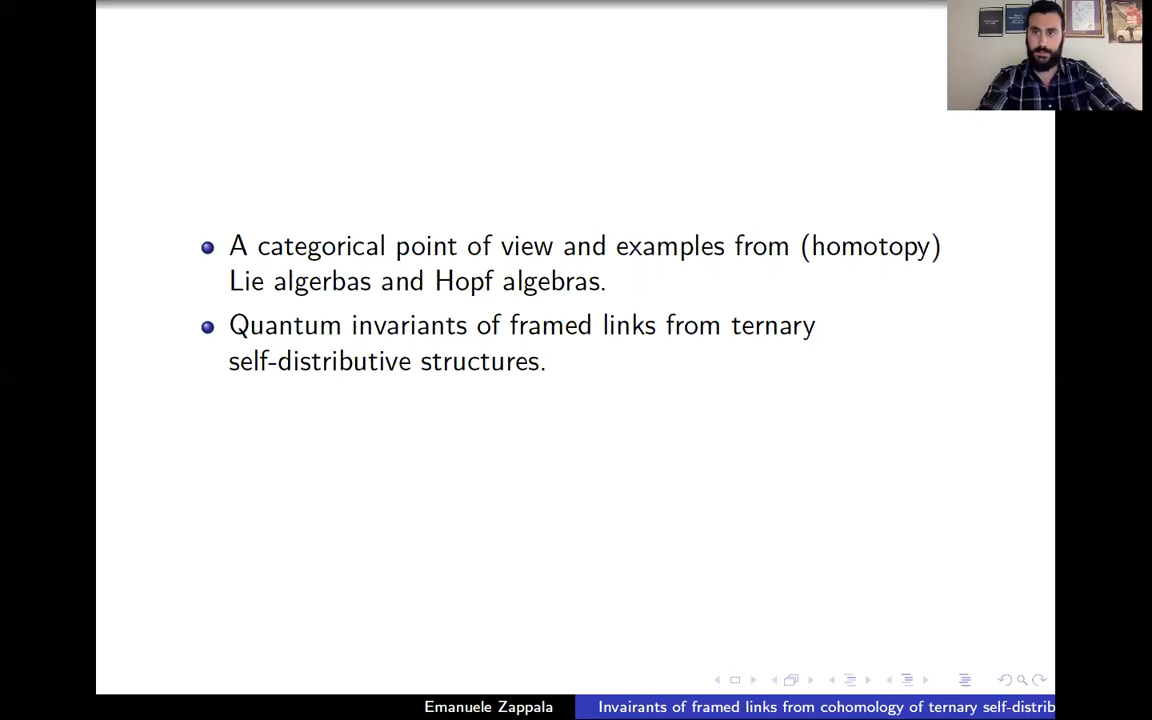 A categorical point of view and examples from (homotopy)
Lie algerbas and Hopf algebras.
Quantum invariants of framed links from ternary
self-distributive structures.
Emanuele Zappala
Invairants of framed links from cohomology of ternary self-distrib